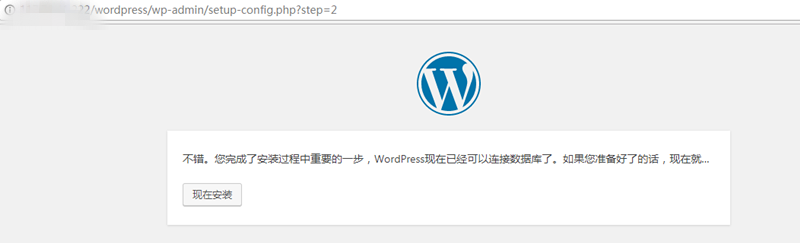 22/wordpress/wp-admin/setup-config.php?step=2
不错。您完成了安装过程中重要的一步，WordPress现在已经可以连接数据库了。如果您准备好了的话，现在就...
现在安装